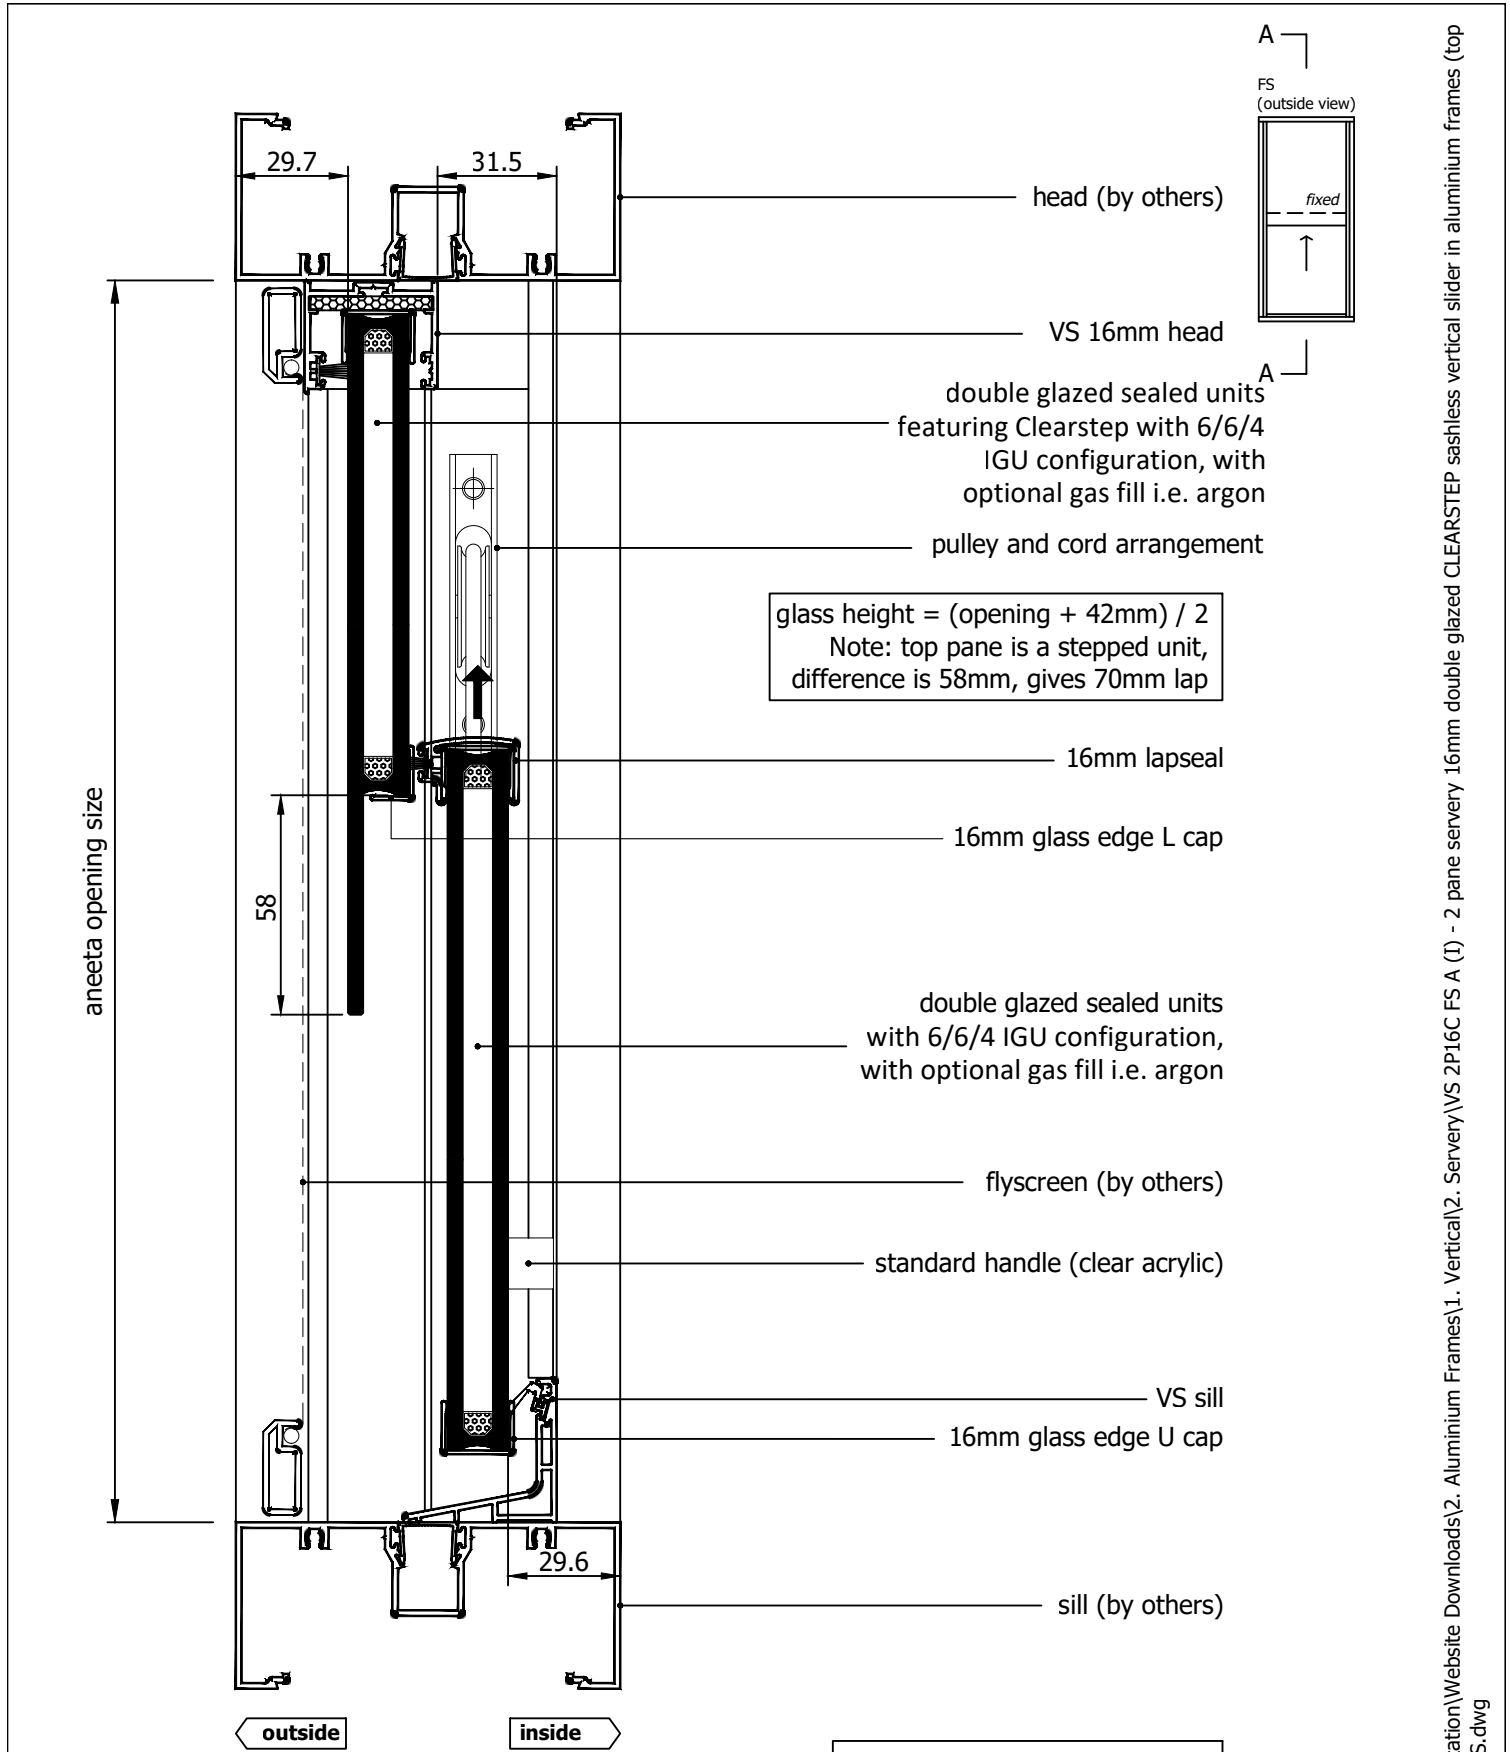 A
FS
(outside view)
fixed
A
29.7
31.5
head (by others)
VS 16mm head
double glazed sealed units
featuring Clearstep with 6/6/4
IGU configuration, with
optional gas fill i.e. argon
pulley and cord arrangement
glass height = (opening + 42mm) / 2
Note: top pane is a stepped unit,
difference is 58mm, gives 70mm lap
16mm lapseal
16mm glass edge L cap
58
aneeta opening size
double glazed sealed units
with 6/6/4 IGU configuration,
with optional gas fill i.e. argon
flyscreen (by others)
standard handle (clear acrylic)
VS sill
16mm glass edge U cap
29.6
sill (by others)
outside
inside
ation\Website Downloads\2. Aluminium Frames\1. Vertical\2. Servery\VS 2P16C FS A (I) - 2 pane servery 16mm double glazed CLEARSTEP sashless vertical slider in aluminium frames (top
S.dwg